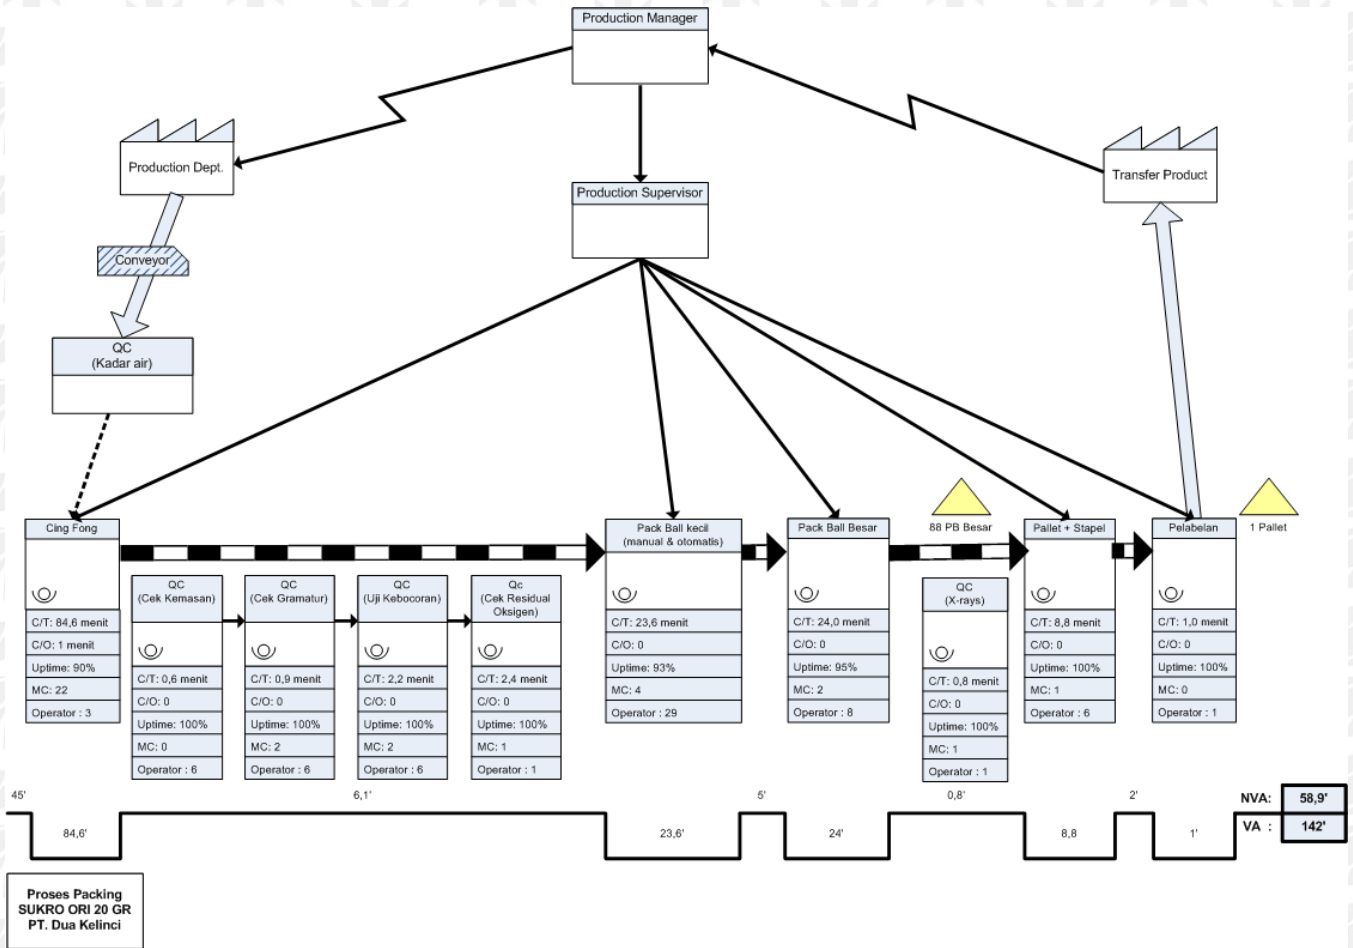 Production Manager
Production Dept.
Production Supervisor
Transfer Product
Conveyor
QC
(Kadar air)
Cing Fong
C/T: 84,6 menit
C/O: 1 menit
Uptime: 90%
MC: 22
Operator : 3
QC
(Cek Kemasan)
C/T: 0,6 menit
C/O: 0
Uptime: 100%
MC: 0
Operator : 6
QC
(Cek Gramatur)
C/T: 0,9 menit
C/O: 0
Uptime: 100%
MC: 2
Operator : 6
QC
(Uji Kebocoran)
C/T: 2,2 menit
C/O: 0
Uptime: 100%
MC: 2
Operator : 6
Qc
(Cek Residual
Oksigen)
C/T: 2,4 menit
C/O: 0
Uptime: 100%
MC: 1
Operator : 1
Pack Ball kecil
(manual & otomatis)
C/T: 23,6 menit
C/O: 0
Uptime: 93%
MC: 4
Operator : 29
Pack Ball Besar
C/T: 24,0 menit
C/O: 0
Uptime: 95%
MC: 2
Operator : 8
88 PB Besar
QC
(X-rays)
C/T: 0,8 menit
C/O: 0
Uptime: 100%
MC: 1
Operator : 1
Pallet + Stapel
C/T: 8,8 menit
C/O: 0
Uptime: 100%
MC: 1
Operator : 6
Pelabelan
C/T: 1,0 menit
C/O: 0
Uptime: 100%
MC: 0
Operator : 1
1 Pallet
45'
84,6'
6,1'
23,6'
5'
24'
0,8'
8,8
2'
1'
NVA: 58,9'
VA : 142'
Proses Packing
SUKRO ORI 20 GR
PT. Dua Kelinci